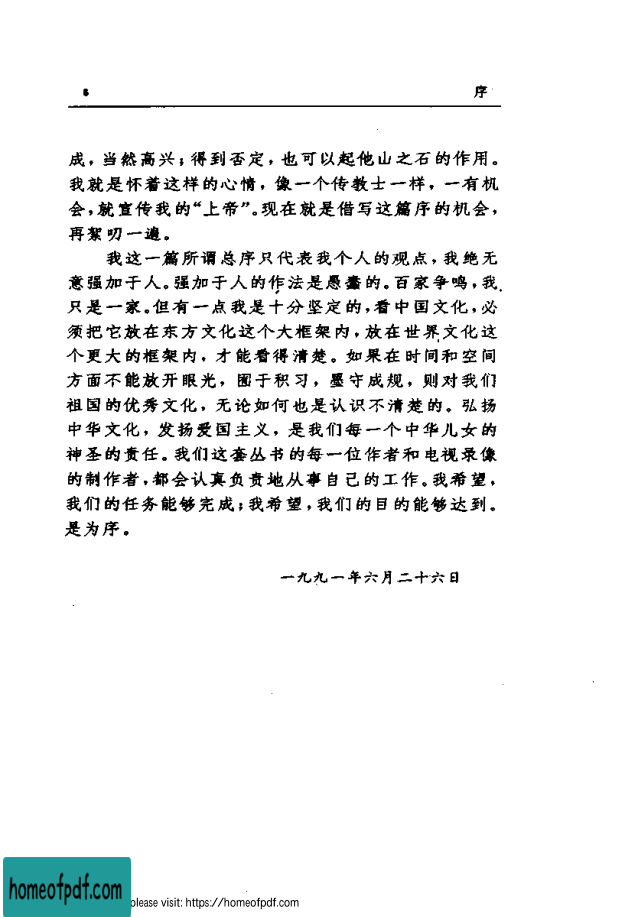 序
成，当然高兴；得到否定，也可以起他山之石的作用。
我就是怀着这样的心情，像一个传教士一样，一有机
会，就宣传我的“上帝”。现在就是借写这篇序的机会，
再絮叨一遍。
我这一篇所谓总序只代表我个人的观点，我绝无
意强加于人。强加于人的作法是愚蠢的。百家争鸣，我
只是一家。但有一点我是十分坚定的，看中国文化，必
须把它放在东方文化这个大框架内，放在世界文化这
个更大的框架内，才能看得清楚。如果在时间和空间
方面不能放开眼光，囿于积习，墨守成规，则对我们
祖国的优秀文化，无论如何也是认识不清楚的。弘扬
中华文化，发扬爱国主义，是我们每一个中华儿女的
神圣的责任。我们这套丛书的每一位作者和电视录像
的制作者，都会认真负责地从事自己的工作。我希望，
我们的任务能够完成；我希望，我们的目的能够达到。
是为序。
一九九一年六月二十六日
homeofpdf.com
please visit: https://homeofpdf.com